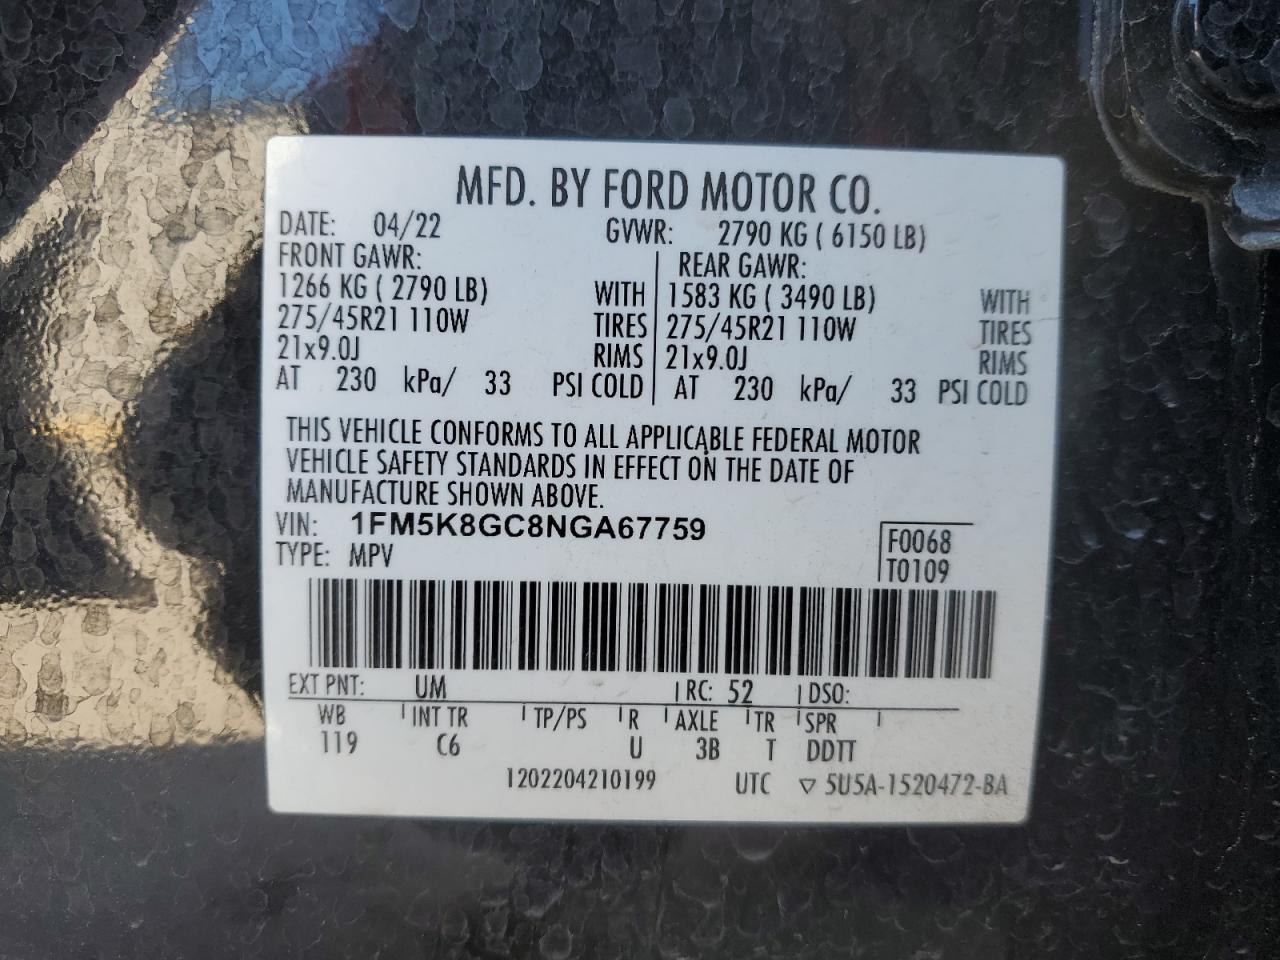 MFD. BY FORD MOTOR CO.
DATE: 04/22 GVWR: 2790 KG ( 6150 LB)
FRONT GAWR: REAR GAWR:
1266 KG ( 2790 LB) WITH 1583 KG ( 3490 LB) WITH
275/45R21 110W TIRES 275/45R21 110W TIRES
21x9.0J RIMS 21x9.0J RIMS
AT 230 kPa/ 33 PSI COLD AT 230 kPa/ 33 PSI COLD
THIS VEHICLE CONFORMS TO ALL APPLICABLE FEDERAL MOTOR
VEHICLE SAFETY STANDARDS IN EFFECT ON THE DATE OF
MANUFACTURE SHOWN ABOVE.
VIN: 1FM5K8GC8NGA67759 F0068
TYPE: MPV T0109
EXT PNT: UM RC: 52 DSO:
WB INT TR TP/PS R AXLE TR SPR
119 C6 U 3B T DDTT
1202204210199 UTC ▽ 5U5A-1520472-BA